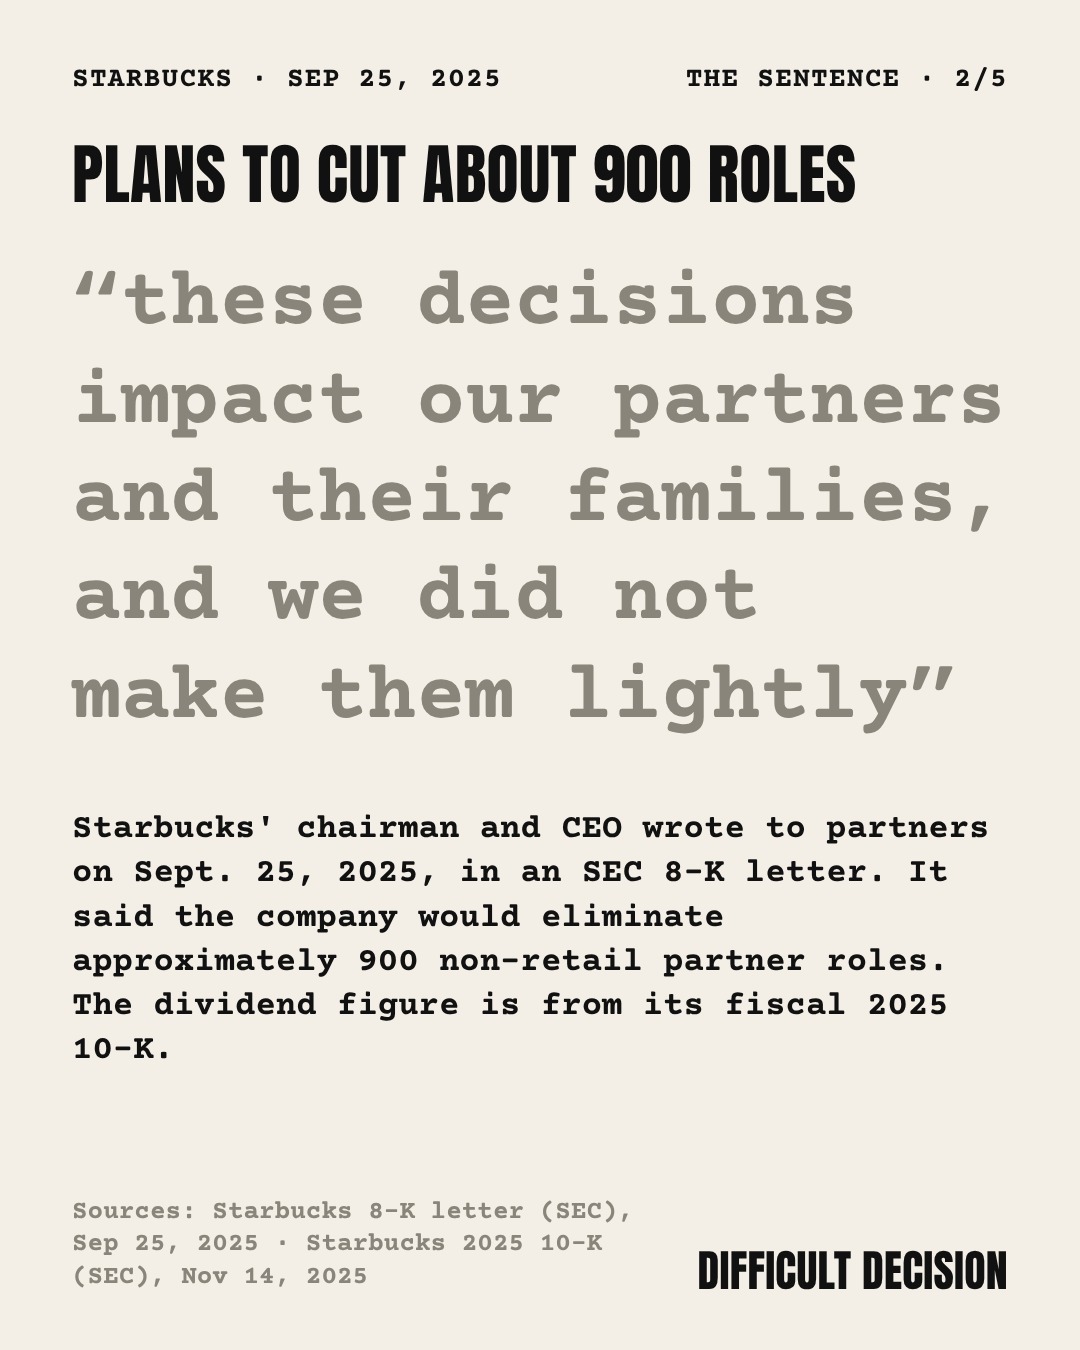 STARBUCKS · SEP 25, 2025
THE SENTENCE · 2/5
PLANS TO CUT ABOUT 900 ROLES
“these decisions
impact our partners
and their families,
and we did not
make them lightly”
Starbucks' chairman and CEO wrote to partners
on Sept. 25, 2025, in an SEC 8-K letter. It
said the company would eliminate
approximately 900 non-retail partner roles.
The dividend figure is from its fiscal 2025
10-K.
Sources: Starbucks 8-K letter (SEC),
Sep 25, 2025 · Starbucks 2025 10-K
(SEC), Nov 14, 2025
DIFFICULT DECISION